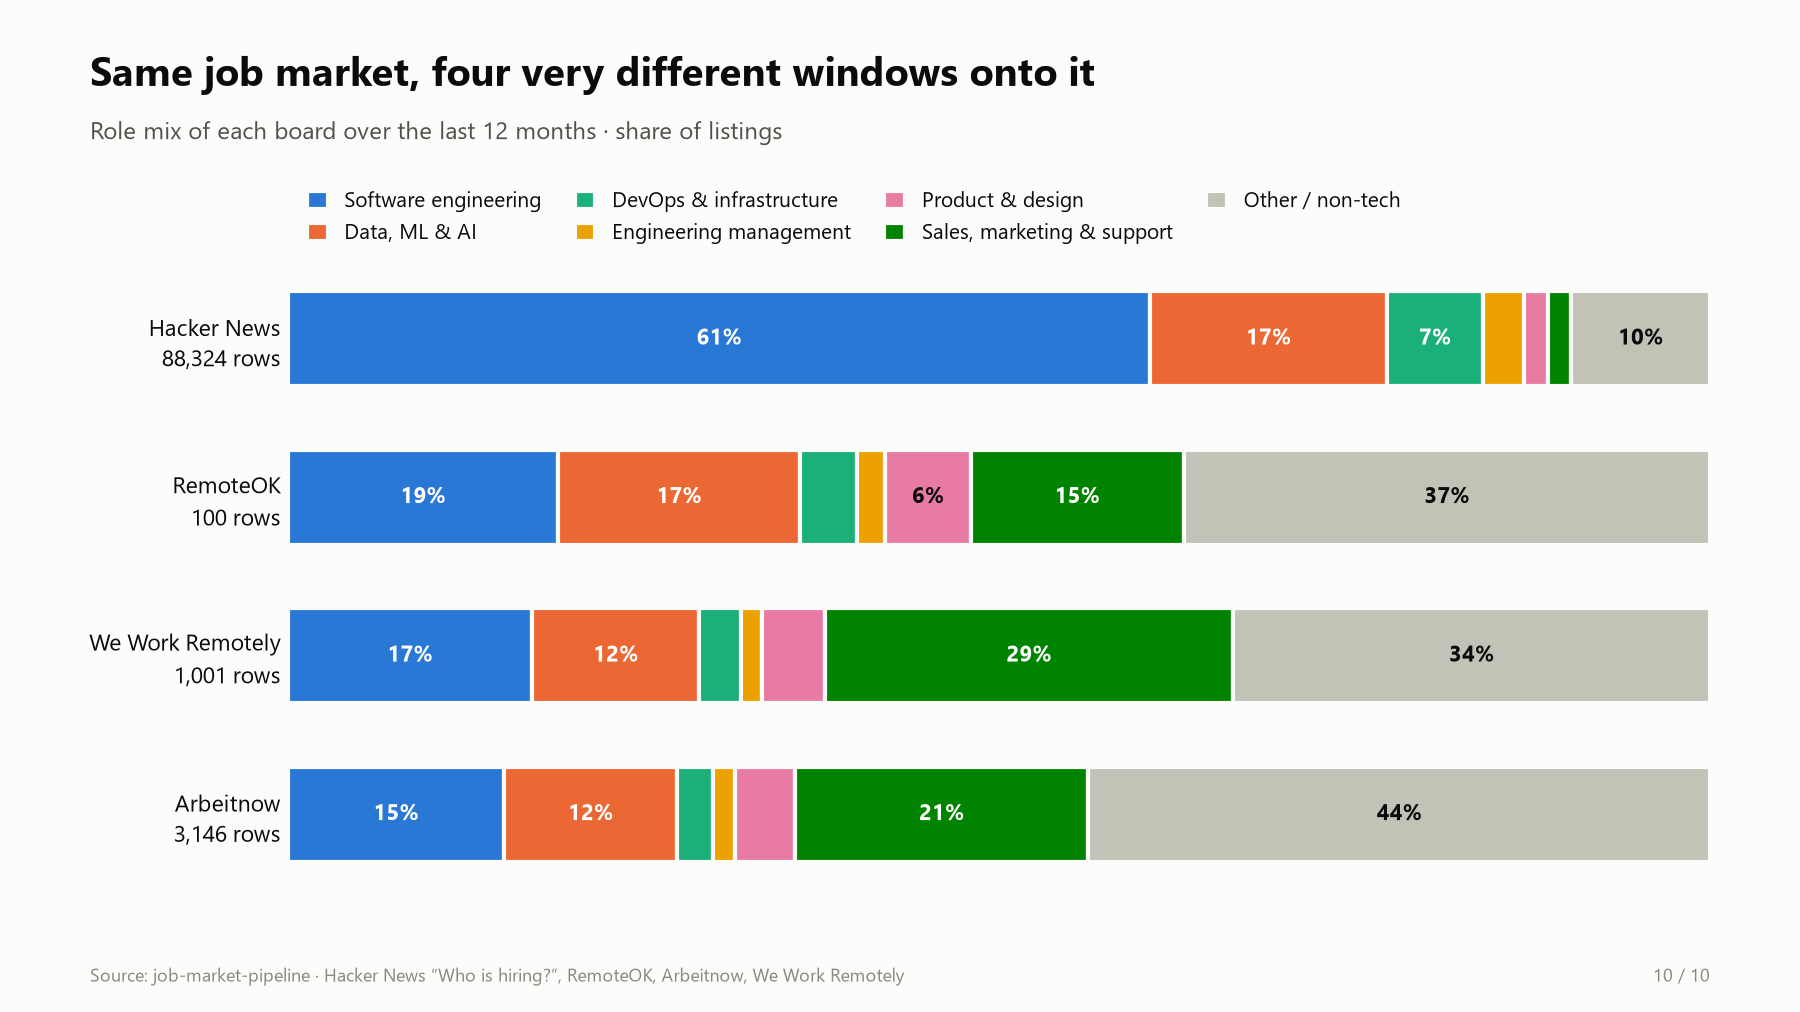 Same job market, four very different windows onto it
Role mix of each board over the last 12 months · share of listings
Software engineering
DevOps & infrastructure
Product & design
Other / non-tech
Data, ML & AI
Engineering management
Sales, marketing & support
Hacker News
88,324 rows
61%
17%
7%
10%
RemoteOK
100 rows
19%
17%
6%
15%
37%
We Work Remotely
1,001 rows
17%
12%
29%
34%
Arbeitnow
3,146 rows
15%
12%
21%
44%
Source: job-market-pipeline · Hacker News “Who is hiring?”, RemoteOK, Arbeitnow, We Work Remotely
10 / 10